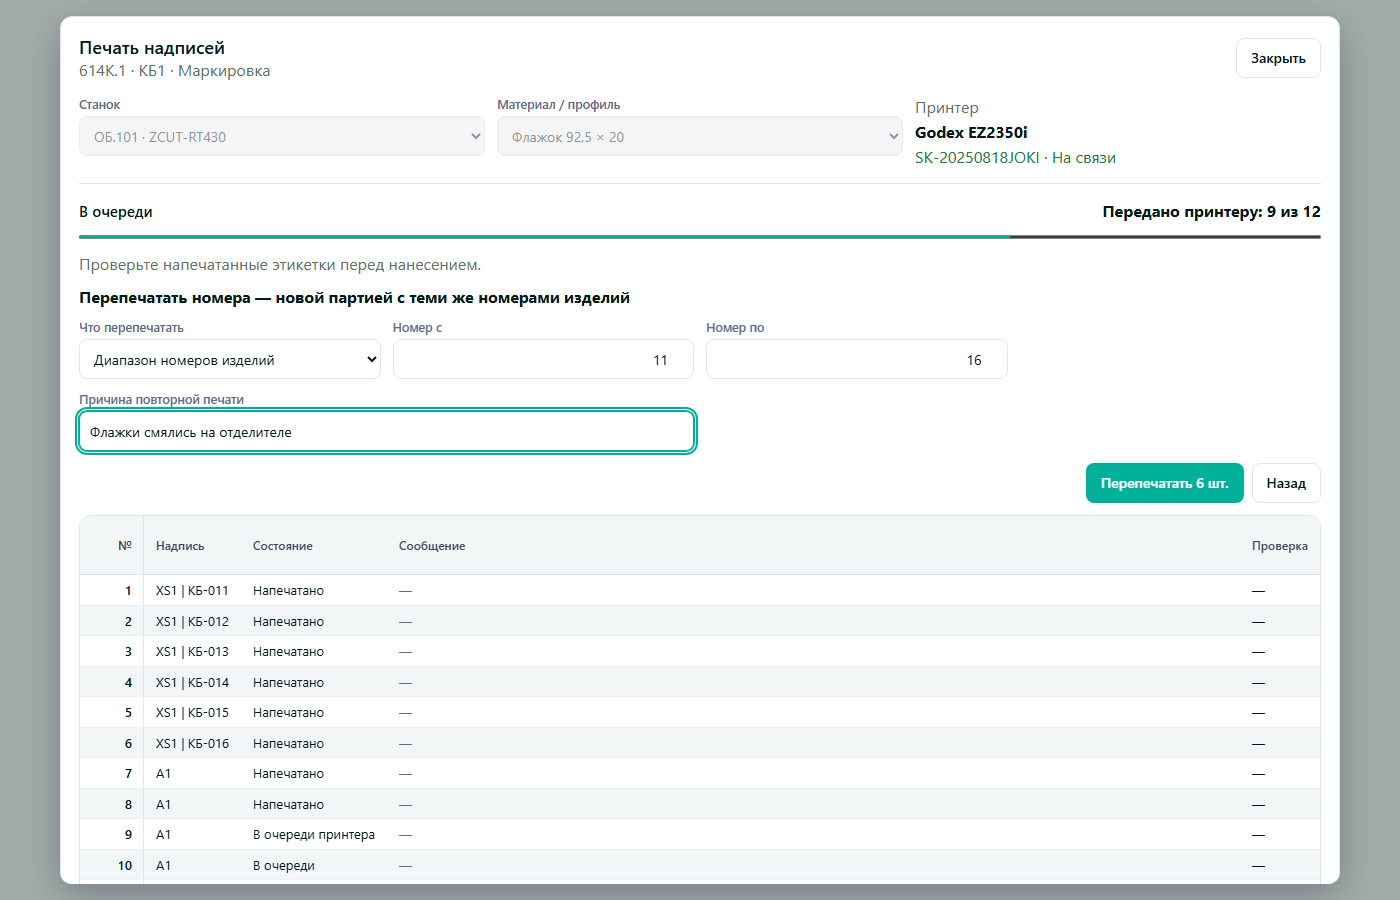 Печать надписей
614К.1 · КБ1 · Маркировка
Закрыть
Станок
Материал / профиль
Принтер
ОБ.101 · ZCUT-RT430
Флажок 92,5 × 20
Godex EZ2350i
SK-20250818JOKI · На связи
В очереди
Передано принтеру: 9 из 12
Проверьте напечатанные этикетки перед нанесением.
Перепечатать номера — новой партией с теми же номерами изделий
Что перепечатать
Номер с
Номер по
Диапазон номеров изделий
11
16
Причина повторной печати
Флажки смялись на отделителе
Перепечатать 6 шт.
Назад
№ Надпись Состояние Сообщение Проверка
1 XS1 | КБ-011 Напечатано — —
2 XS1 | КБ-012 Напечатано — —
3 XS1 | КБ-013 Напечатано — —
4 XS1 | КБ-014 Напечатано — —
5 XS1 | КБ-015 Напечатано — —
6 XS1 | КБ-016 Напечатано — —
7 A1 Напечатано — —
8 A1 Напечатано — —
9 A1 В очереди принтера — —
10 A1 В очереди — —